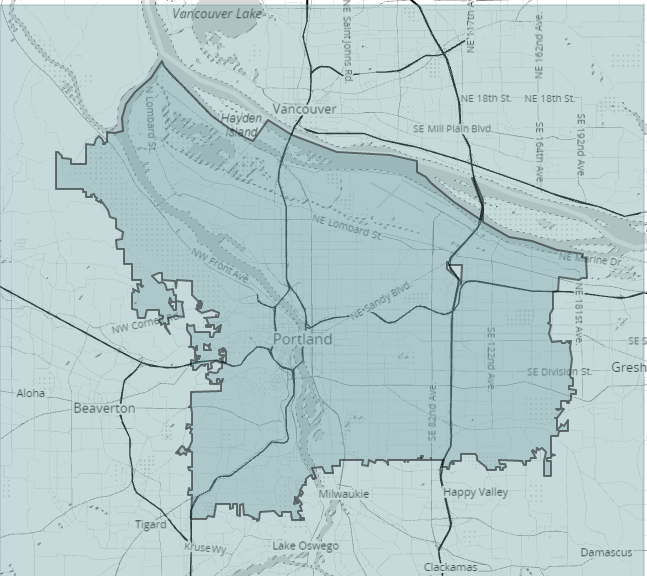 Vancouver Lake
NE Saint Johns Rd
NE 117th A
NE 162nd Ave.
NE 18th St.
NE 18th St.
Vancouver
Hayden
Island
N Lombard St.
SE Mill Plain Blvd.
SE 164th Ave
SE 192nd Ave.
NE Lombard St.
NW Front Ave
NE Marine Dr
NE Sandy Blvd.
NE 181st Ave.
NW Cornell Rd
Portland
SE 122nd Ave
SE S
SE Division St.
Gresh
Aloha
Beaverton
SE 82nd Ave.
Milwaukie
Happy Valley
Tigard
Kruse Wy
Lake Oswego
Damascus
Clackamas